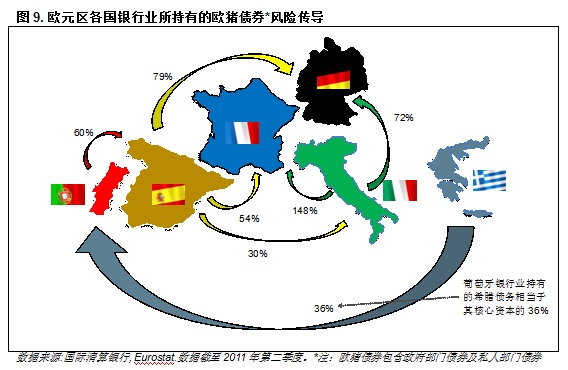 图 9. 欧元区各国银行业所持有的欧猪债券*风险传导
79%
72%
60%
54%
148%
30%
36%
葡萄牙银行业持有
的希腊债务相当于
其核心资本的 36%
数据来源:国际清算银行, Eurostat.数据截至 2011 年第二季度。*注：欧猪债券包含政府部门债券及私人部门债券